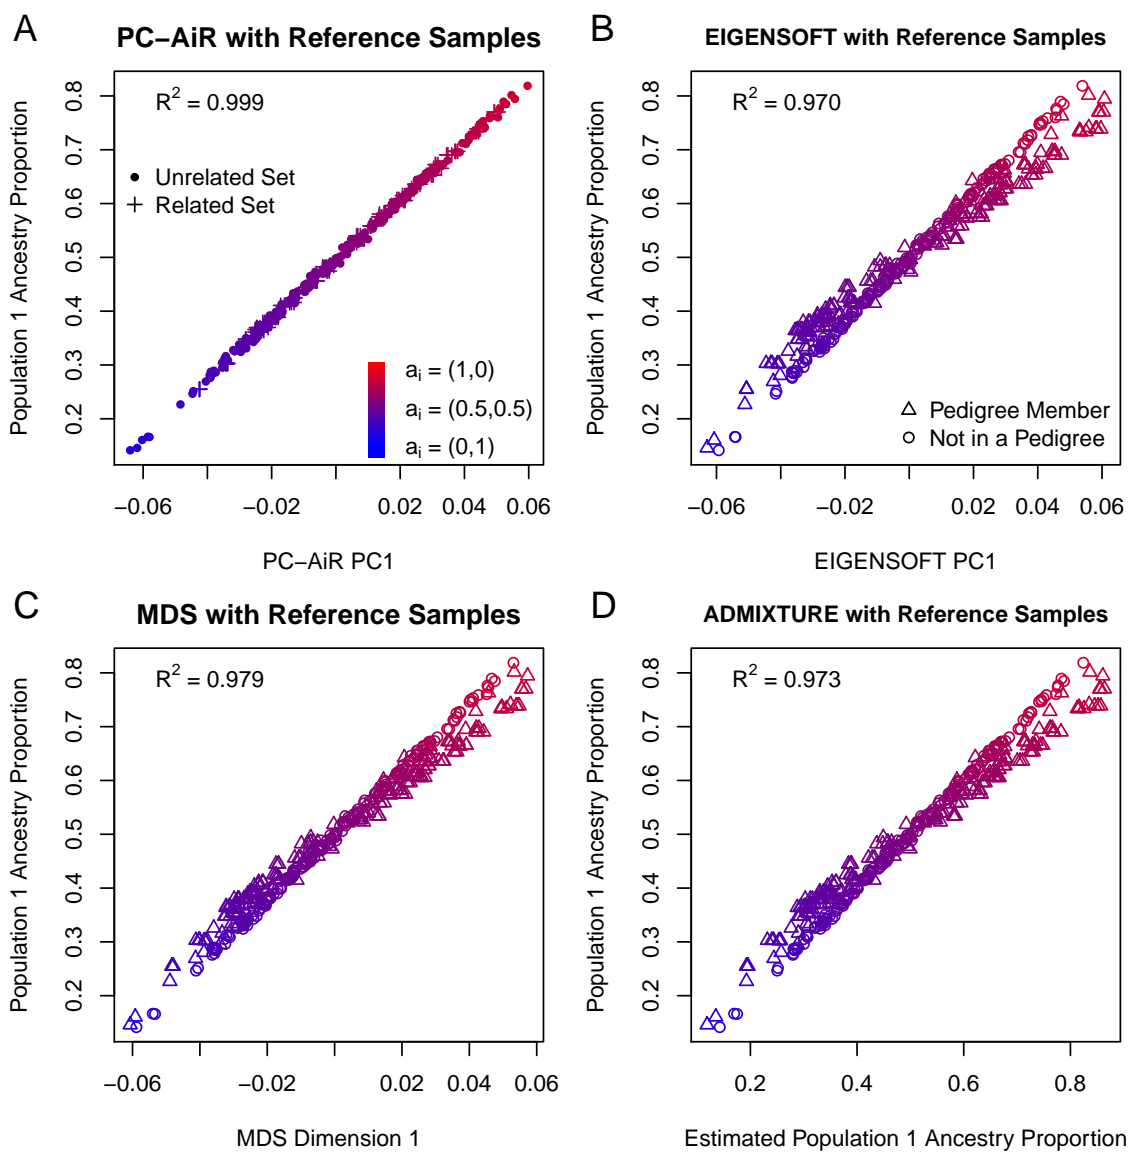 A
PC−AiR with Reference Samples
R² = 0.999
Unrelated Set
Related Set
a_i = (1,0)
a_i = (0.5,0.5)
a_i = (0,1)
Population 1 Ancestry Proportion
0.8
0.7
0.6
0.5
0.4
0.3
0.2
−0.06
−0.02
0.02
0.04
0.06
PC−AiR PC1
B
EIGENSOFT with Reference Samples
R² = 0.970
Pedigree Member
Not in a Pedigree
Population 1 Ancestry Proportion
0.8
0.7
0.6
0.5
0.4
0.3
0.2
−0.06
−0.02
0.02
0.04
0.06
EIGENSOFT PC1
C
MDS with Reference Samples
R² = 0.979
Population 1 Ancestry Proportion
0.8
0.7
0.6
0.5
0.4
0.3
0.2
−0.06
−0.02
0.02
0.04
0.06
MDS Dimension 1
D
ADMIXTURE with Reference Samples
R² = 0.973
Population 1 Ancestry Proportion
0.8
0.7
0.6
0.5
0.4
0.3
0.2
0.2
0.4
0.6
0.8
Estimated Population 1 Ancestry Proportion